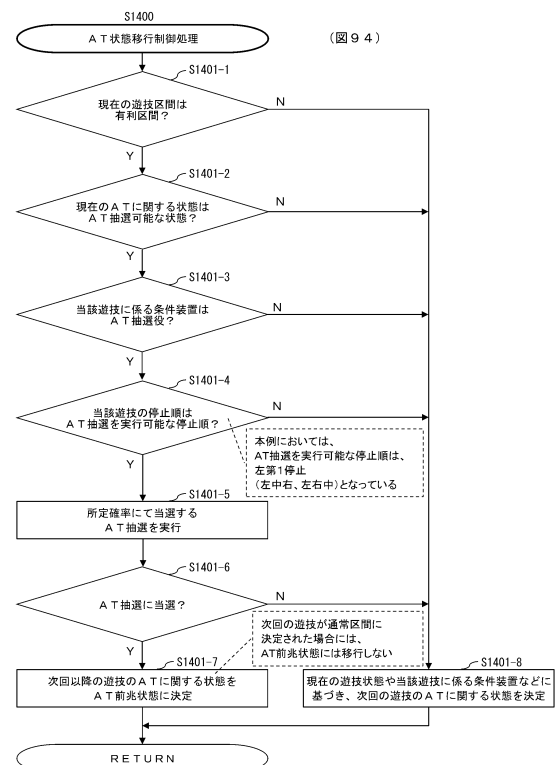 S1400
AT状態移行制御処理
(図94)
S1401-1
現在の遊技区間は
有利区間?
N
Y
S1401-2
現在のATに関する状態は
AT抽選可能な状態?
N
Y
S1401-3
当該遊技に係る条件装置は
AT抽選役?
N
Y
S1401-4
当該遊技の停止順は
AT抽選を実行可能な停止順?
N
Y
本例においては、
AT抽選を実行可能な停止順は、
左第1停止
(左中右、左右中)となっている
S1401-5
所定確率にて当選する
AT抽選を実行
S1401-6
AT抽選に当選?
N
Y
次回の遊技が通常区間に
決定された場合には、
AT前兆状態には移行しない
S1401-7
次回以降の遊技のATに関する状態を
AT前兆状態に決定
S1401-8
現在の遊技状態や当該遊技に係る条件装置などに
基づき、次回の遊技のATに関する状態を決定
RETURN